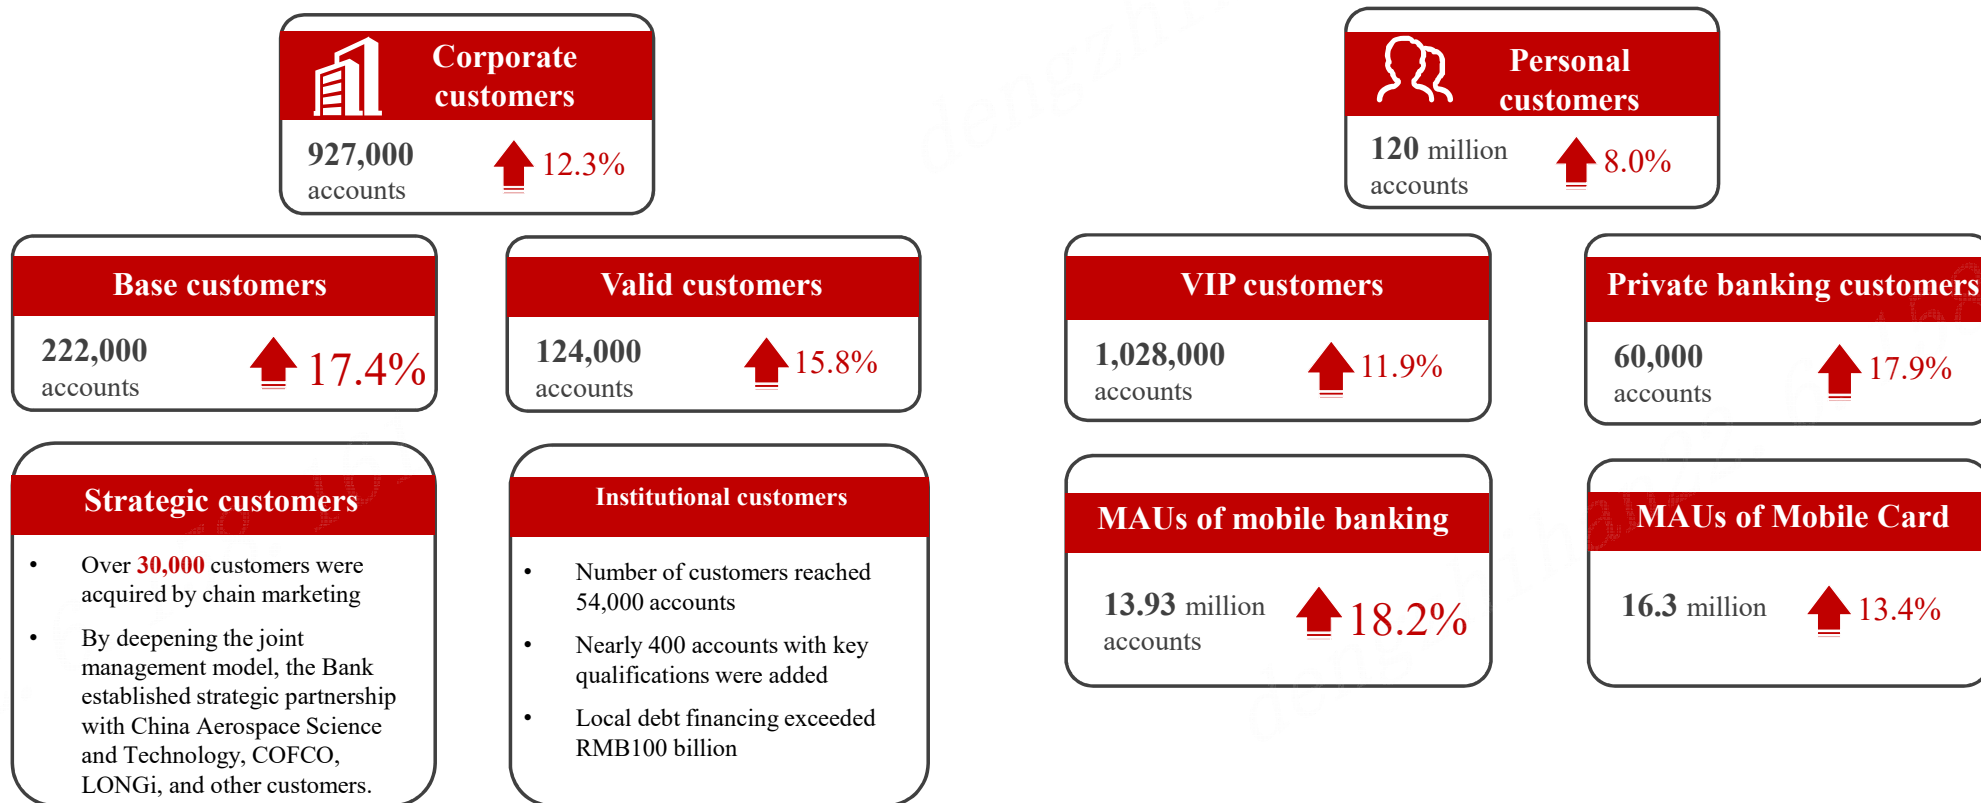 Corporate
customers
927,000
accounts
12.3%
Base customers
222,000
accounts
17.4%
Valid customers
124,000
accounts
15.8%
Strategic customers
• Over 30,000 customers were
acquired by chain marketing
• By deepening the joint
management model, the Bank
established strategic partnership
with China Aerospace Science
and Technology, COFCO,
LONGi, and other customers.
Institutional customers
• Number of customers reached
54,000 accounts
• Nearly 400 accounts with key
qualifications were added
• Local debt financing exceeded
RMB100 billion
Personal
customers
120 million
accounts
8.0%
VIP customers
1,028,000
accounts
11.9%
Private banking customers
60,000
accounts
17.9%
MAUs of mobile banking
13.93 million
accounts
18.2%
MAUs of Mobile Card
16.3 million
13.4%